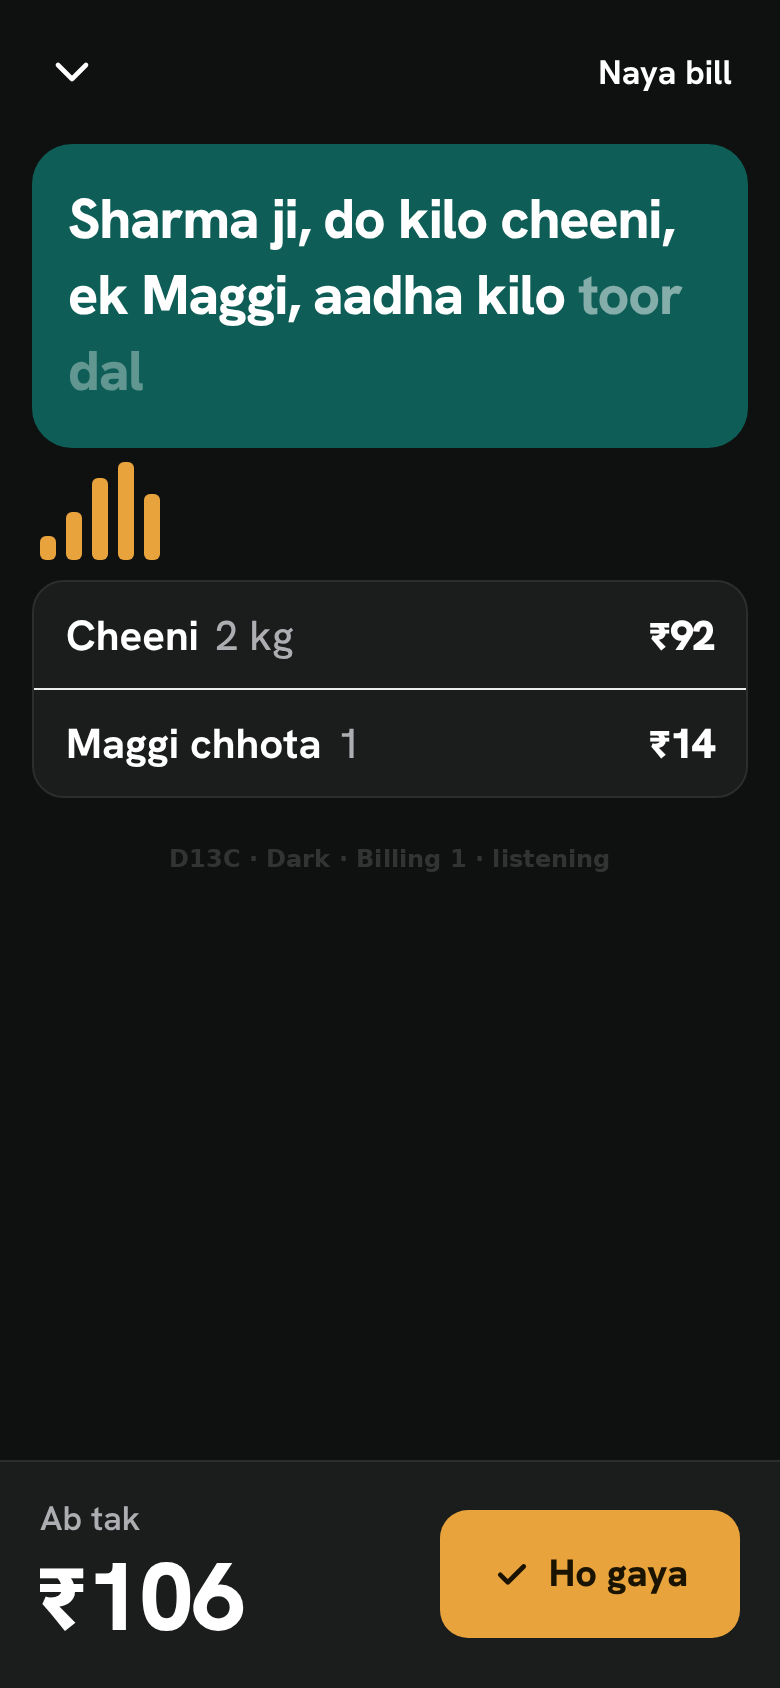 Naya bill
Sharma ji, do kilo cheeni,
ek Maggi, aadha kilo toor
dal
Cheeni 2 kg ₹92
Maggi chhota 1 ₹14
D13C · Dark · Billing 1 · listening
Ab tak
₹106
Ho gaya